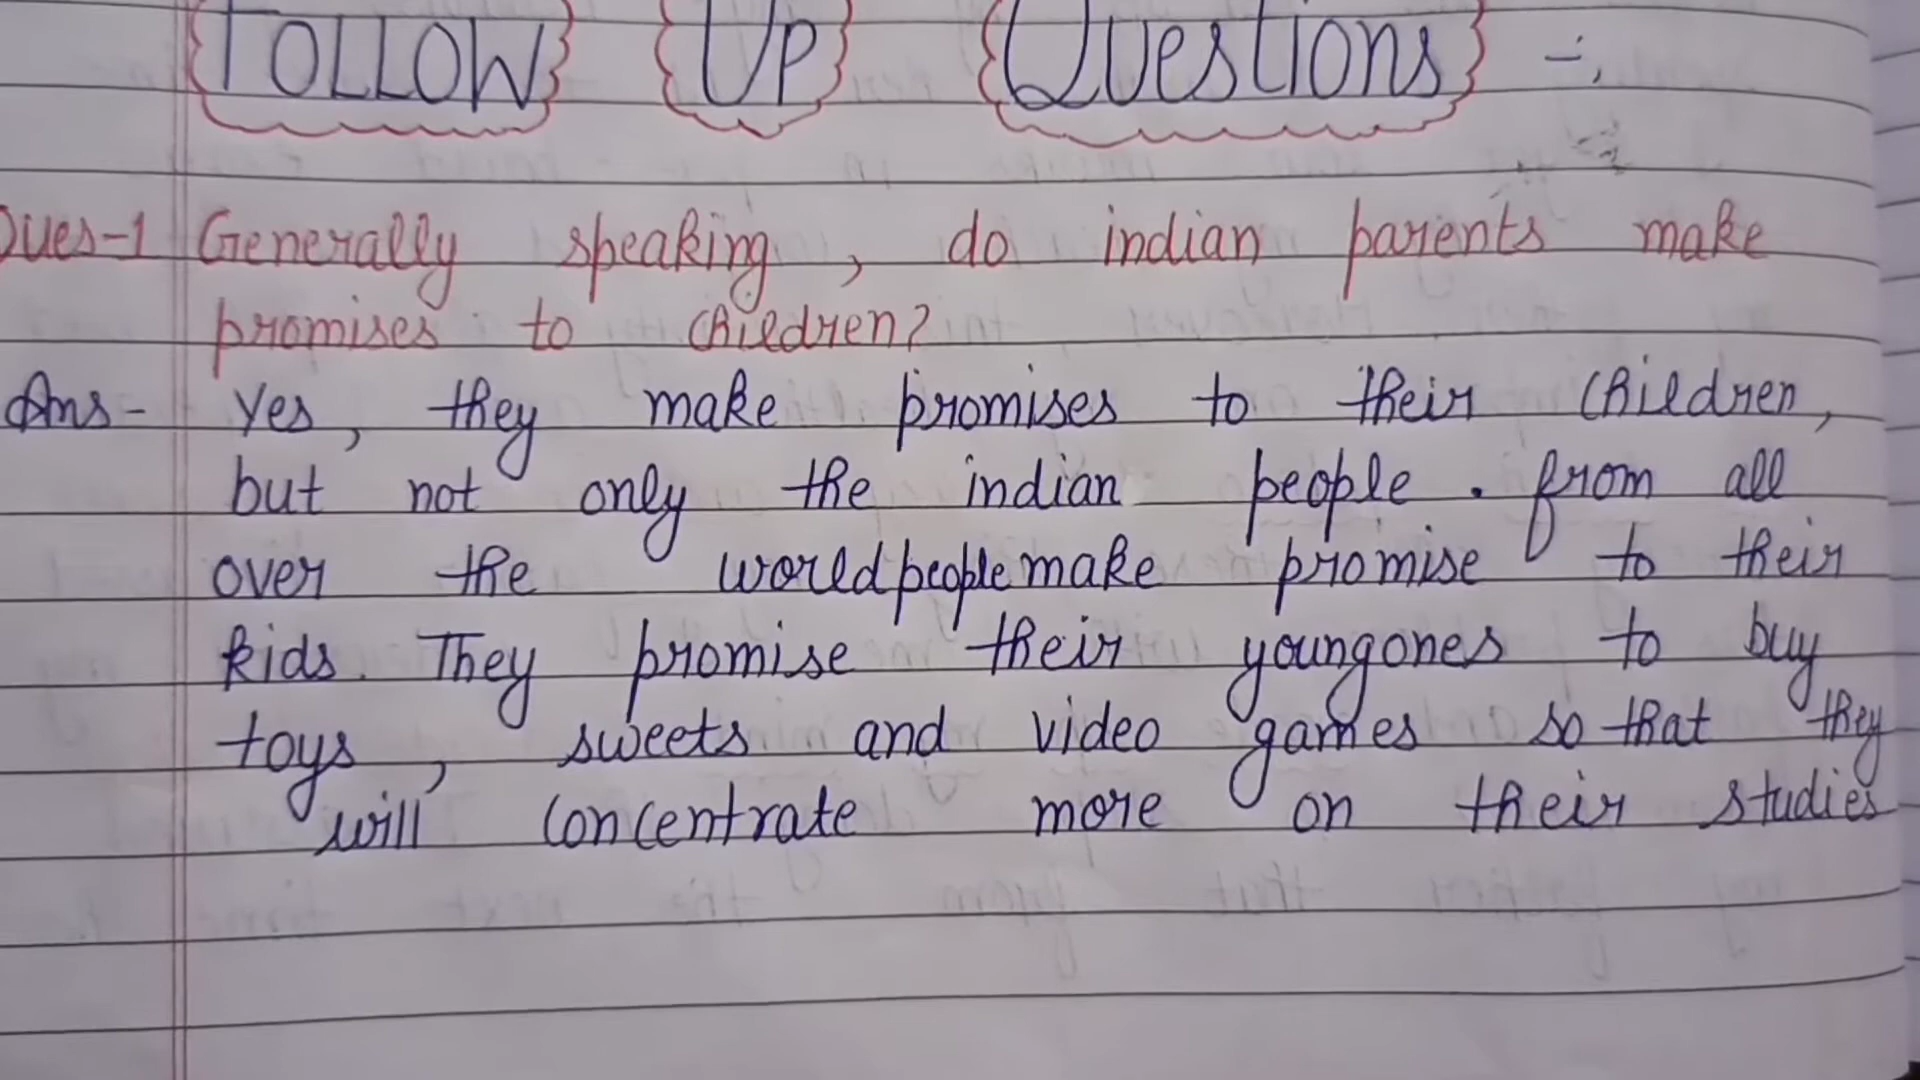 FOLLOW UP Questions :-
Ques-1 Generally speaking, do indian parents make
promises to children?
Ans- Yes, they make promises to their children,
but not only the indian people. from all
over the world people make promise to their
kids. They promise their youngones to buy
toys, sweets and video games so that they
will concentrate more on their studies